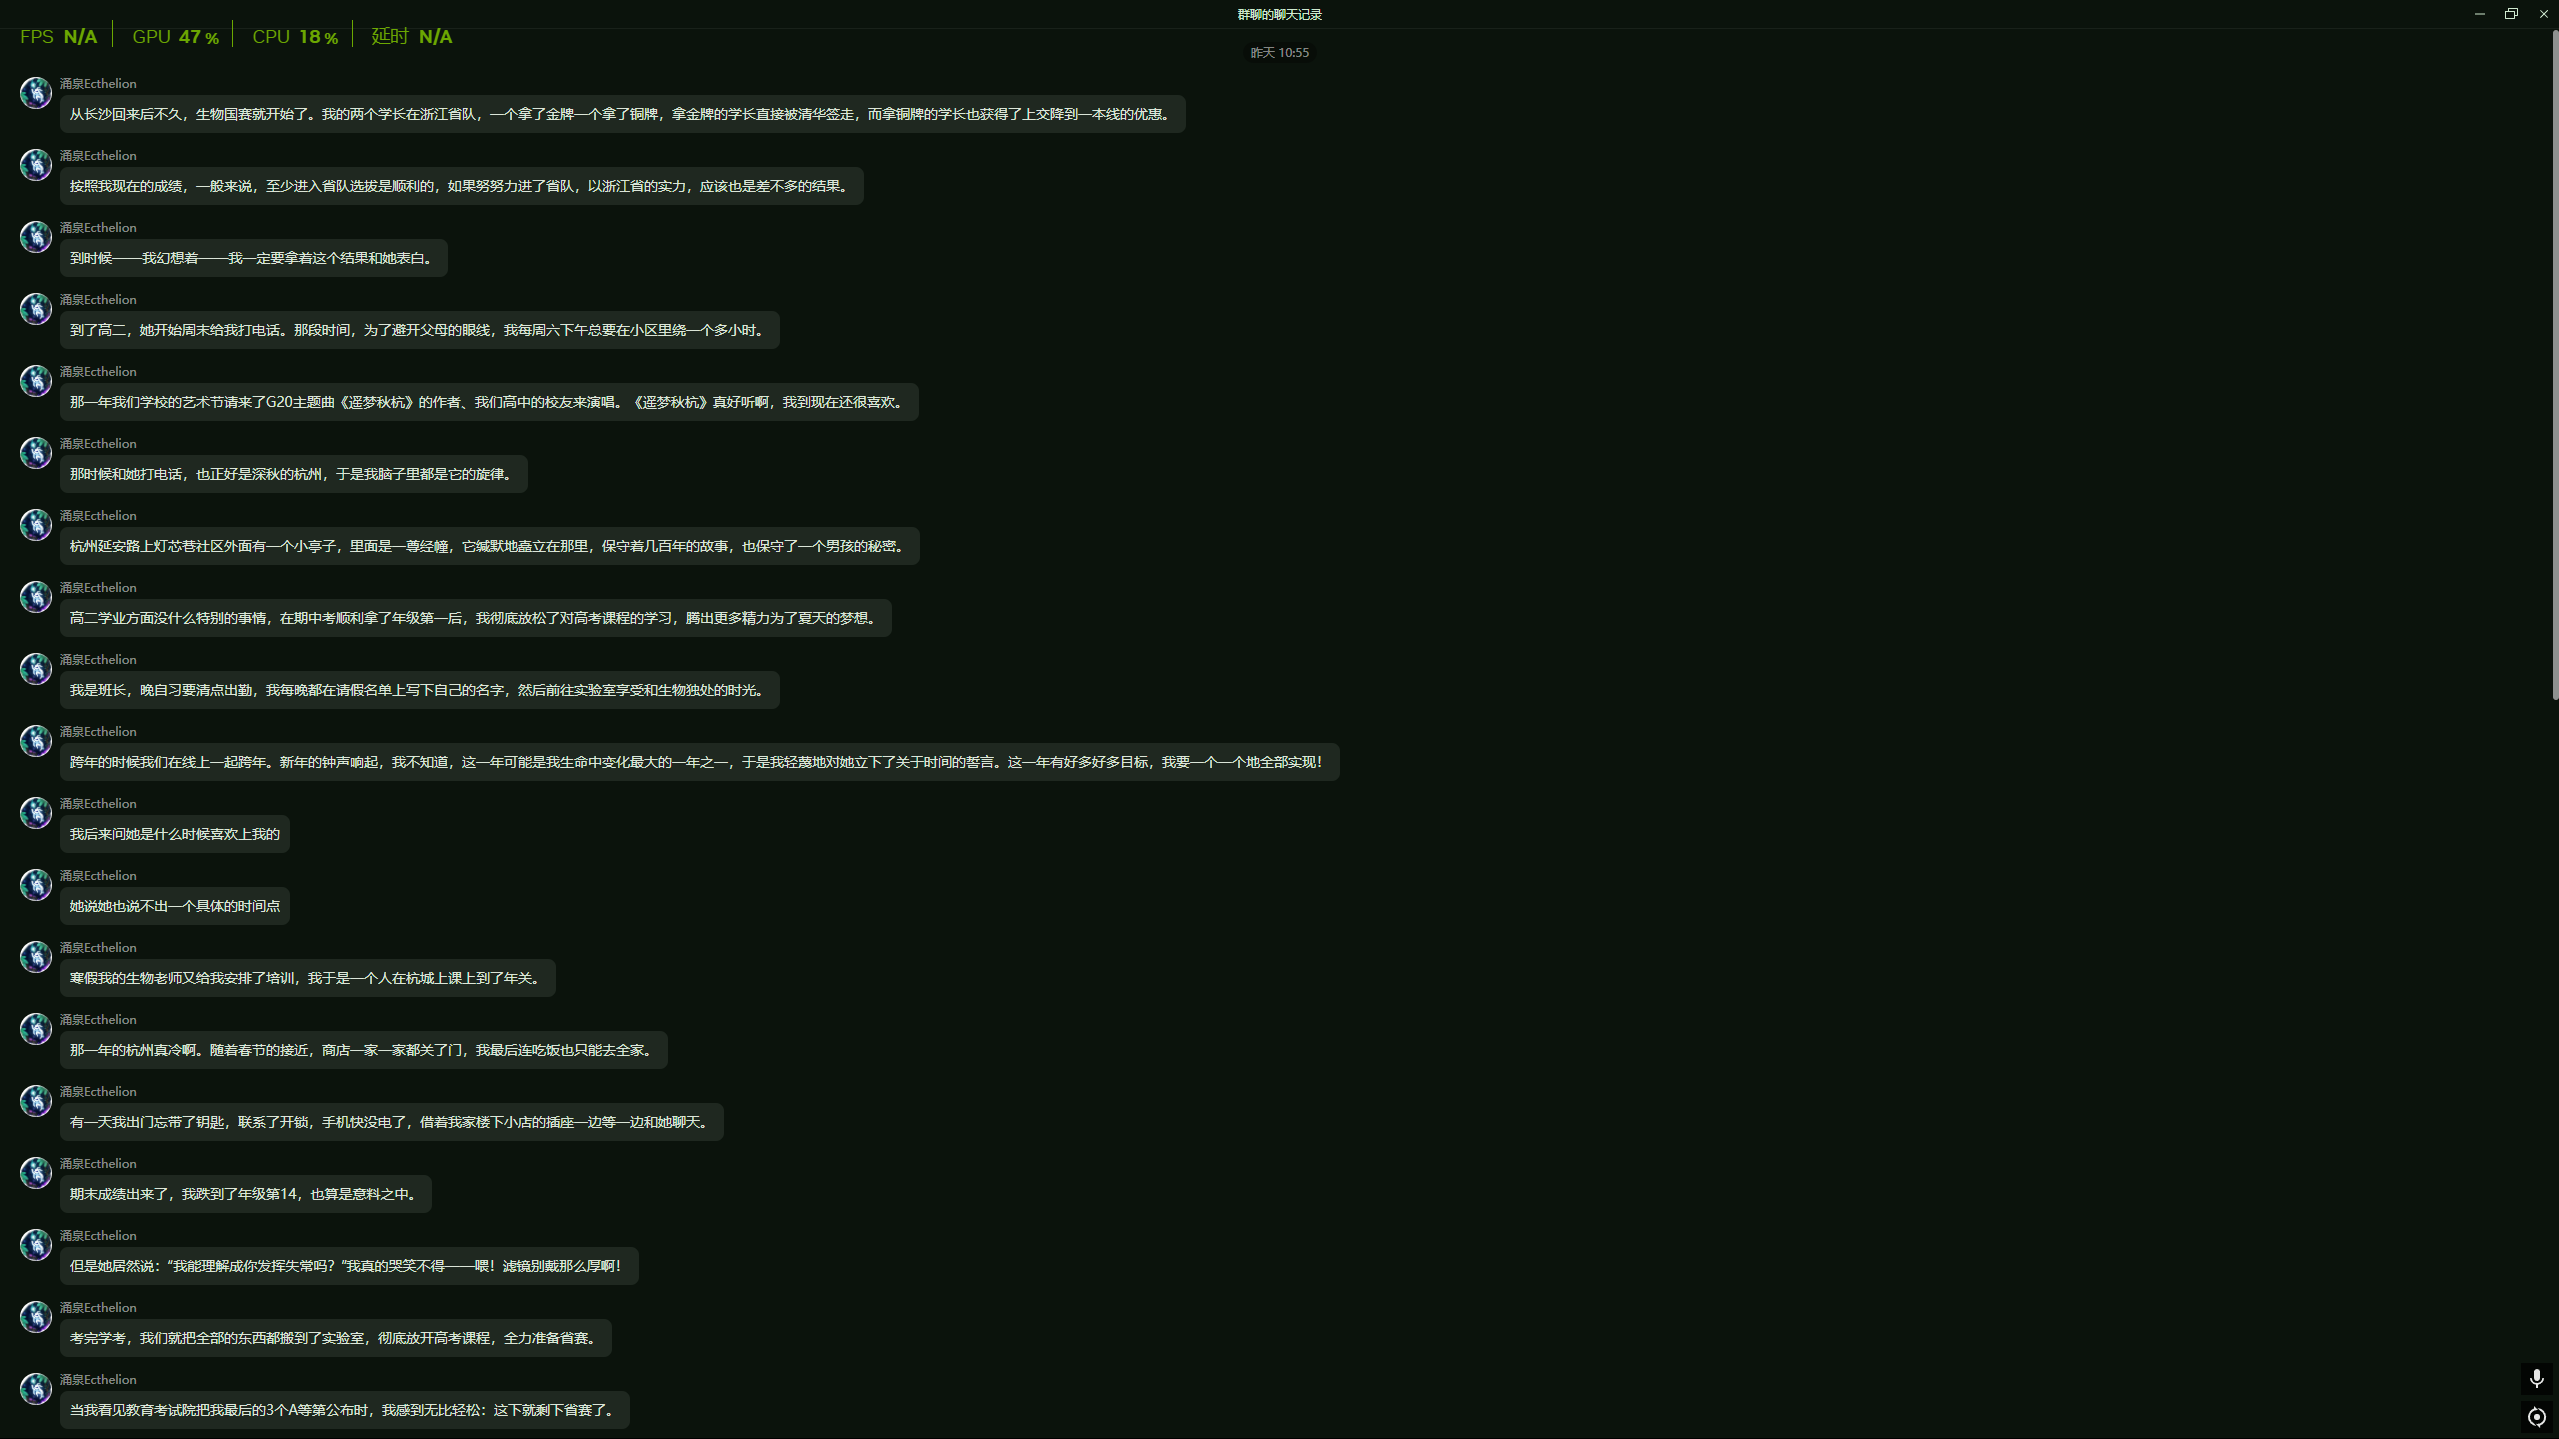 群聊的聊天记录
FPS N/A GPU 47 % CPU 18 % 延时 N/A
昨天 10:55
涌泉Ecthelion
从长沙回来后不久，生物国赛就开始了。我的两个学长在浙江省队，一个拿了金牌一个拿了铜牌，拿金牌的学长直接被清华签走，而拿铜牌的学长也获得了上交降到一本线的优惠。
涌泉Ecthelion
按照我现在的成绩，一般来说，至少进入省队选拔是顺利的，如果努努力进了省队，以浙江省的实力，应该也是差不多的结果。
涌泉Ecthelion
到时候——我幻想着——我一定要拿着这个结果和她表白。
涌泉Ecthelion
到了高二，她开始周末给我打电话。那段时间，为了避开父母的眼线，我每周六下午总要在小区里绕一个多小时。
涌泉Ecthelion
那一年我们学校的艺术节请来了G20主题曲《遥梦秋杭》的作者、我们高中的校友来演唱。《遥梦秋杭》真好听啊，我到现在还很喜欢。
涌泉Ecthelion
那时候和她打电话，也正好是深秋的杭州，于是我脑子里都是它的旋律。
涌泉Ecthelion
杭州延安路上灯芯巷社区外面有一个小亭子，里面是一尊经幢，它缄默地矗立在那里，保守着几百年的故事，也保守了一个男孩的秘密。
涌泉Ecthelion
高二学业方面没什么特别的事情，在期中考顺利拿了年级第一后，我彻底放松了对高考课程的学习，腾出更多精力为了夏天的梦想。
涌泉Ecthelion
我是班长，晚自习要清点出勤，我每晚都在请假名单上写下自己的名字，然后前往实验室享受和生物独处的时光。
涌泉Ecthelion
跨年的时候我们在线上一起跨年。新年的钟声响起，我不知道，这一年可能是我生命中变化最大的一年之一，于是我轻蔑地对她立下了关于时间的誓言。这一年有好多好多目标，我要一个一个地全部实现！
涌泉Ecthelion
我后来问她是什么时候喜欢上我的
涌泉Ecthelion
她说她也说不出一个具体的时间点
涌泉Ecthelion
寒假我的生物老师又给我安排了培训，我于是一个人在杭城上课上到了年关。
涌泉Ecthelion
那一年的杭州真冷啊。随着春节的接近，商店一家一家都关了门，我最后连吃饭也只能去全家。
涌泉Ecthelion
有一天我出门忘带了钥匙，联系了开锁，手机快没电了，借着我家楼下小店的插座一边等一边和她聊天。
涌泉Ecthelion
期末成绩出来了，我跌到了年级第14，也算是意料之中。
涌泉Ecthelion
但是她居然说：“我能理解成你发挥失常吗？”我真的哭笑不得——喂！滤镜别戴那么厚啊！
涌泉Ecthelion
考完学考，我们就把全部的东西都搬到了实验室，彻底放开高考课程，全力准备省赛。
涌泉Ecthelion
当我看见教育考试院把我最后的3个A等第公布时，我感到无比轻松：这下就剩下省赛了。